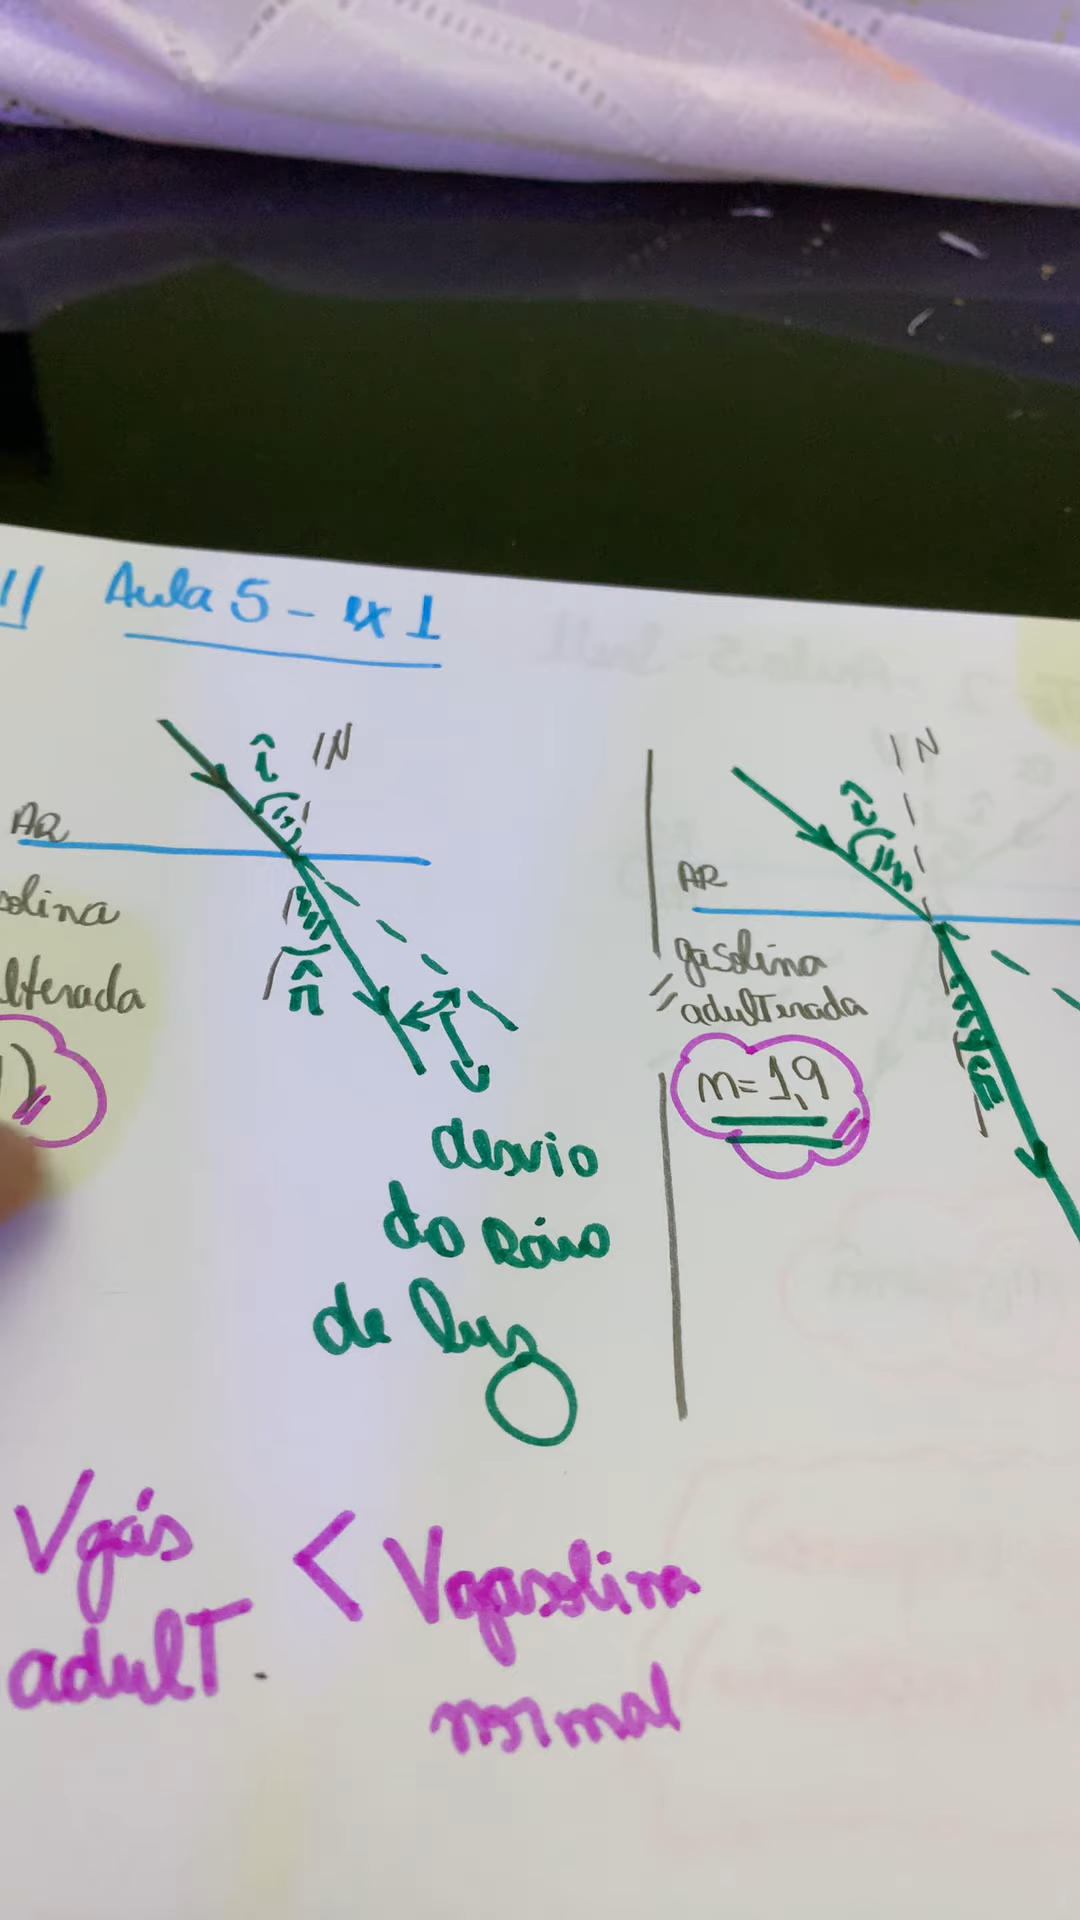 Aula 5 - ex 1
î
N
AR
n̂
desvio
do raio
de luz
N
î
AR
gasolina
adulterada
n=1,9
Vgás
adulT.
<
Vgasolina
normal